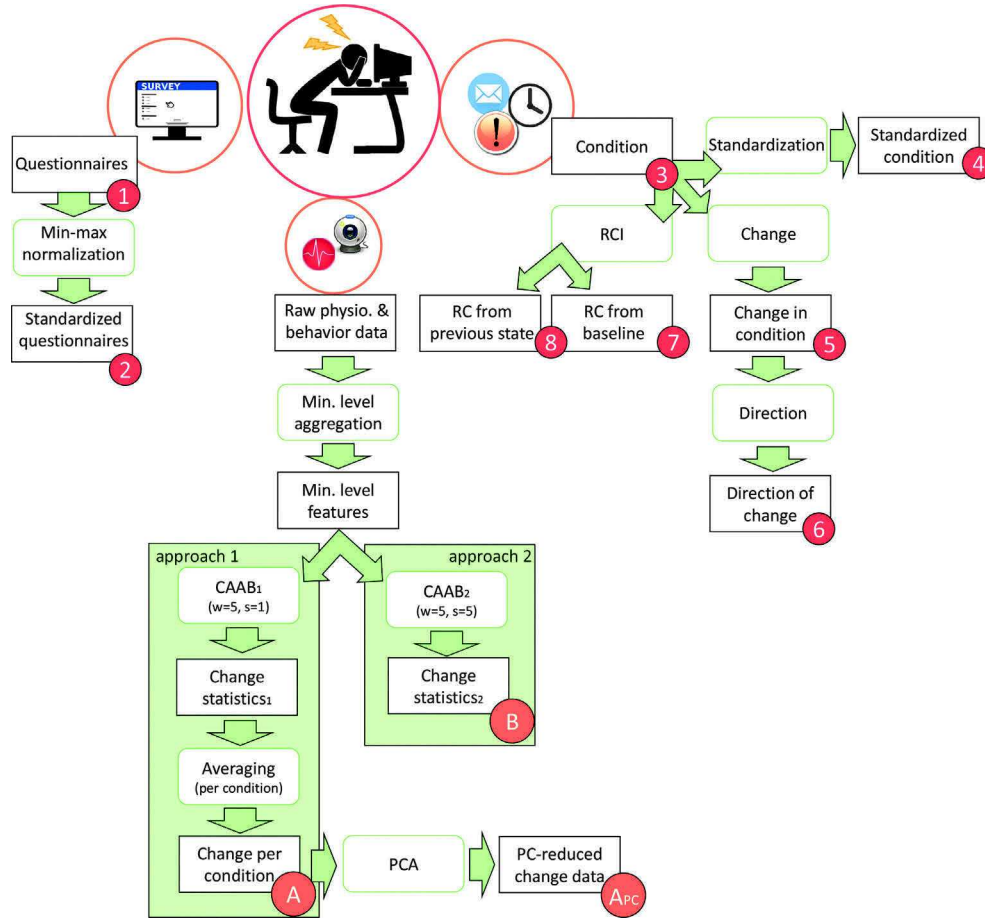 SURVEY
Questionnaires
1
Min-max
normalization
Standardized
questionnaires
2
Condition
3
Standardization
Standardized
condition
4
RCI
Change
RC from
previous state
8
RC from
baseline
7
Change in
condition
5
Direction
Direction of
change
6
Raw physio. &
behavior data
Min. level
aggregation
Min. level
features
approach 1
CAAB₁
(w=5, s=1)
Change
statistics₁
Averaging
(per condition)
Change per
condition
A
approach 2
CAAB₂
(w=5, s=5)
Change
statistics₂
B
PCA
PC-reduced
change data
APC